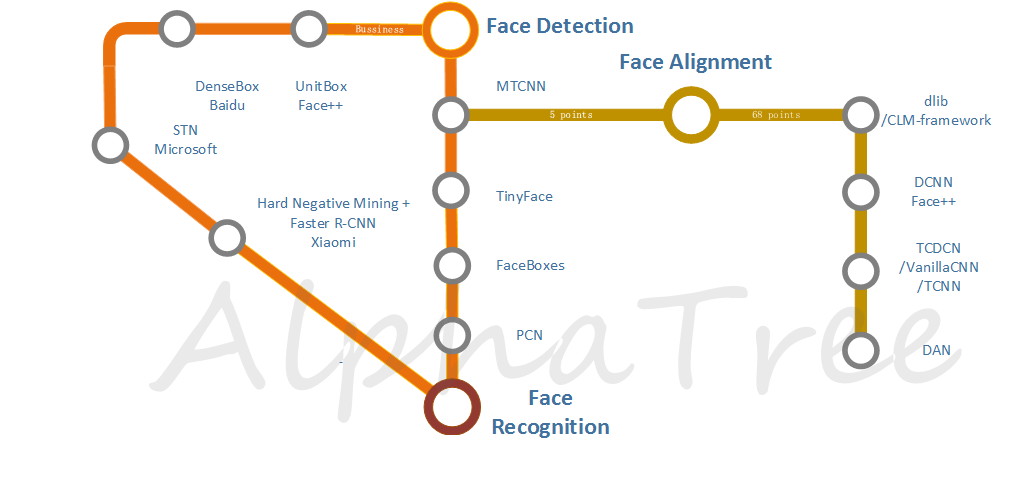 Bussiness
Face Detection
Face Alignment
DenseBox
Baidu
UnitBox
Face++
MTCNN
5 points
68 points
dlib
/CLM-framework
STN
Microsoft
TinyFace
DCNN
Face++
Hard Negative Mining +
Faster R-CNN
Xiaomi
FaceBoxes
TCDCN
/VanillaCNN
/TCNN
PCN
DAN
-
Face
Recognition
AlphaTree